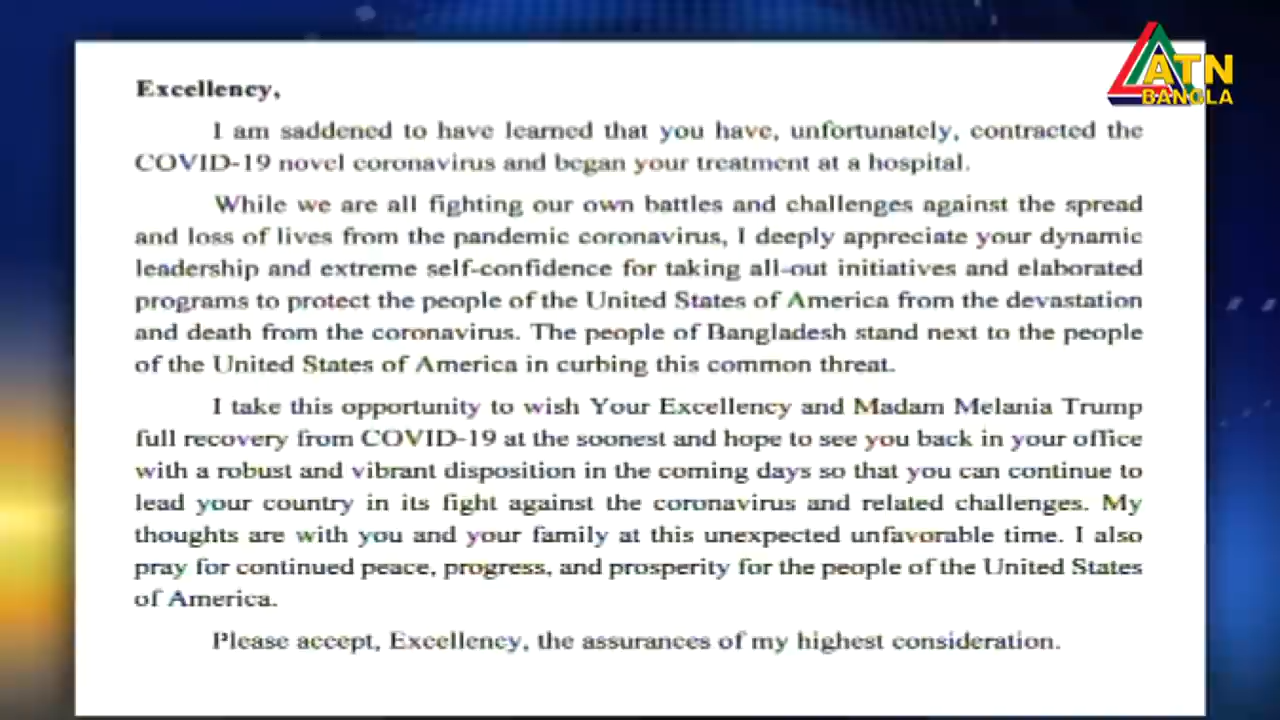 ATN
BANGLA
Excellency,
I am saddened to have learned that you have, unfortunately, contracted the
COVID-19 novel coronavirus and began your treatment at a hospital.
While we are all fighting our own battles and challenges against the spread
and loss of lives from the pandemic coronavirus, I deeply appreciate your dynamic
leadership and extreme self-confidence for taking all-out initiatives and elaborated
programs to protect the people of the United States of America from the devastation
and death from the coronavirus. The people of Bangladesh stand next to the people
of the United States of America in curbing this common threat.
I take this opportunity to wish Your Excellency and Madam Melania Trump
full recovery from COVID-19 at the soonest and hope to see you back in your office
with a robust and vibrant disposition in the coming days so that you can continue to
lead your country in its fight against the coronavirus and related challenges. My
thoughts are with you and your family at this unexpected unfavorable time. I also
pray for continued peace, progress, and prosperity for the people of the United States
of America.
Please accept, Excellency, the assurances of my highest consideration.